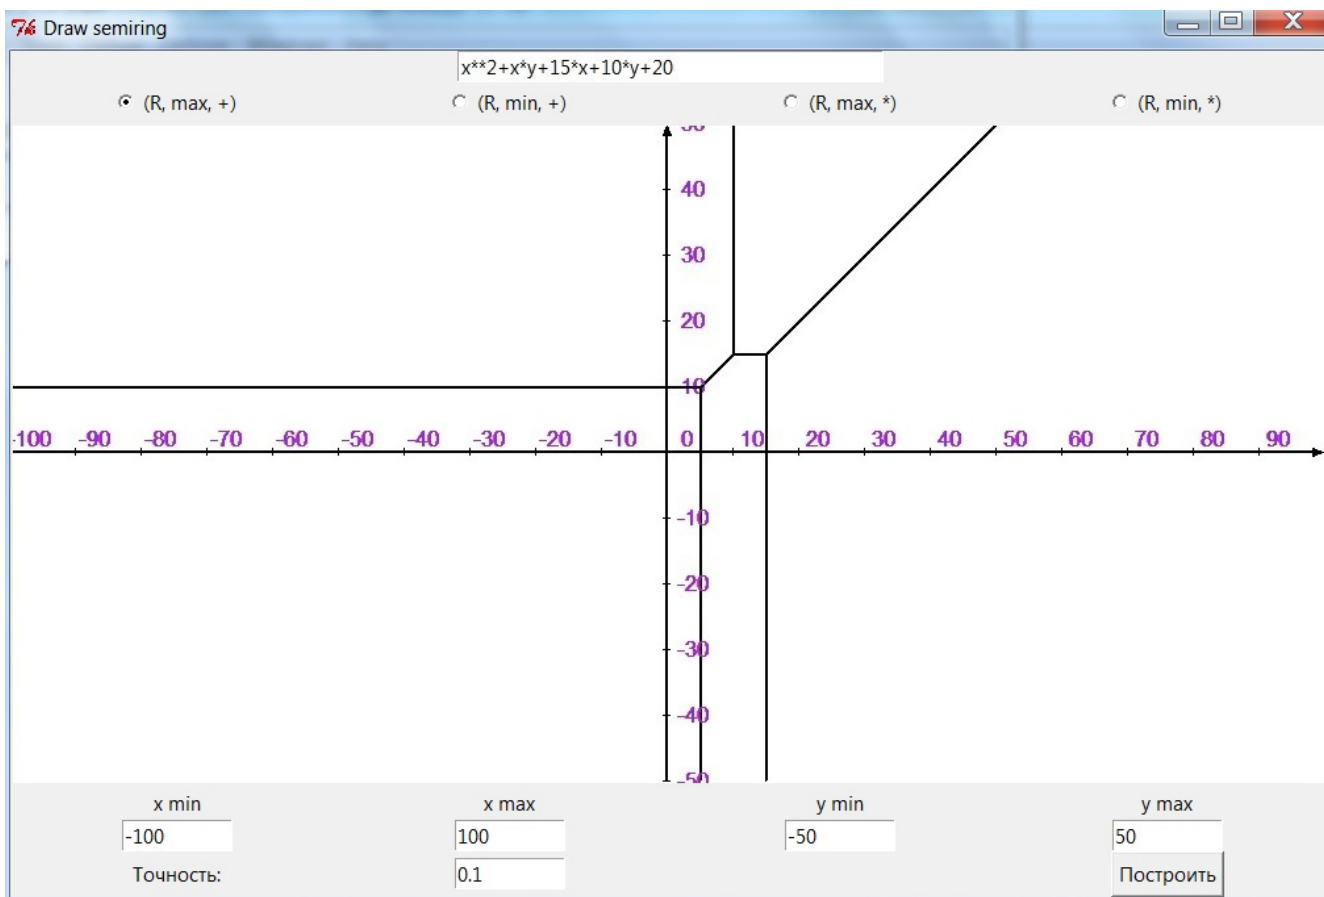 Draw semiring
x**2+x*y+15*x+10*y+20
(R, max, +) (R, min, +) (R, max, *) (R, min, *)
50
40
30
20
10
-100 -90 -80 -70 -60 -50 -40 -30 -20 -10 0 10 20 30 40 50 60 70 80 90
-10
-20
-30
-40
-50
x min x max y min y max
-100 100 -50 50
Точность: 0.1 Построить